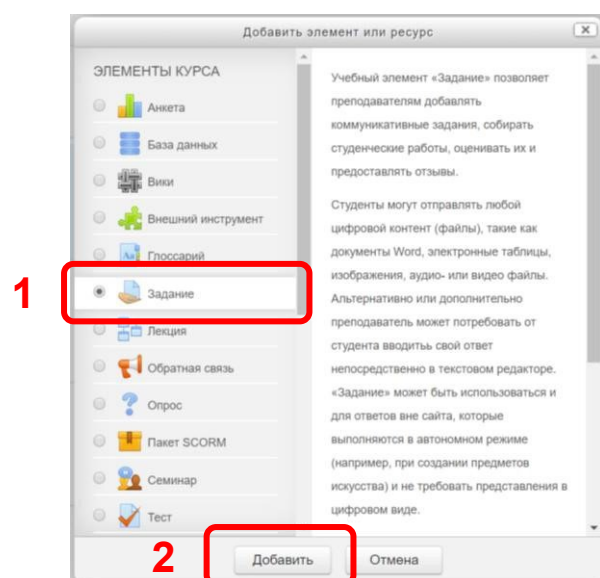 Добавить элемент или ресурс
ЭЛЕМЕНТЫ КУРСА
Анкета
База данных
Вики
Внешний инструмент
Глоссарий
1
Задание
Лекция
Обратная связь
Опрос
Пакет SCORM
Семинар
Тест
Учебный элемент «Задание» позволяет
преподавателям добавлять
коммуникативные задания, собирать
студенческие работы, оценивать их и
предоставлять отзывы.
Студенты могут отправлять любой
цифровой контент (файлы), такие как
документы Word, электронные таблицы,
изображения, аудио- или видео файлы.
Альтернативно или дополнительно
преподаватель может потребовать от
студента вводитьь свой ответ
непосредственно в текстовом редакторе.
«Задание» может быть использоваться и
для ответов вне сайта, которые
выполняются в автономном режиме
(например, при создании предметов
искусства) и не требовать представления в
цифровом виде.
2
Добавить
Отмена